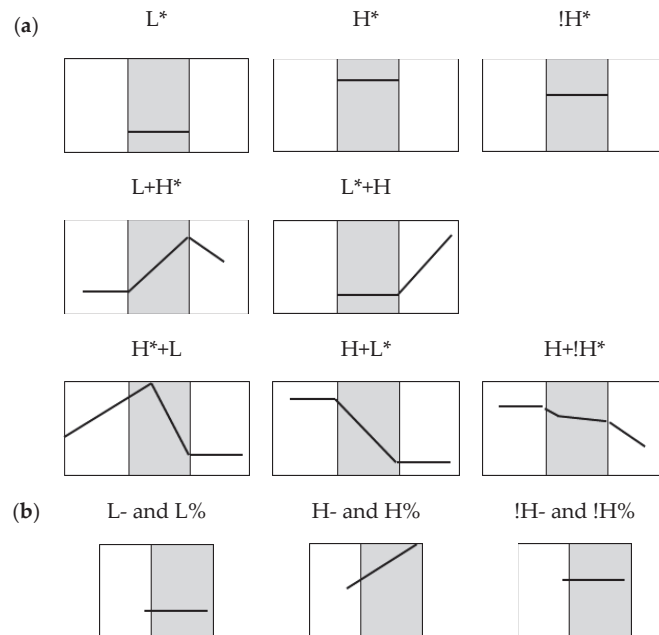 (a) L* H* !H*
L+H* L*+H
H*+L H+L* H+!H*
(b) L- and L% H- and H% !H- and !H%